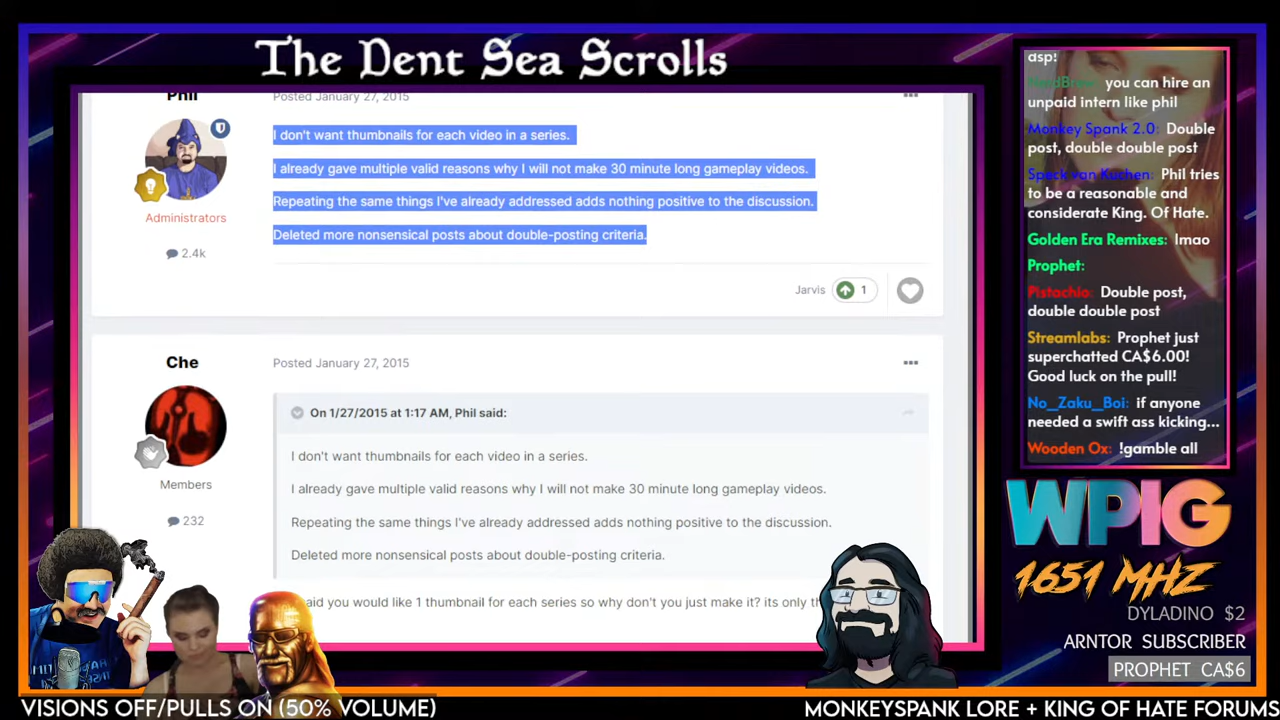 The Dent Sea Scrolls
Phil
Posted January 27, 2015
I don't want thumbnails for each video in a series.
I already gave multiple valid reasons why I will not make 30 minute long gameplay videos.
Repeating the same things I've already addressed adds nothing positive to the discussion.
Deleted more nonsensical posts about double-posting criteria.
Administrators
2.4k
Jarvis
1
Che
Posted January 27, 2015
On 1/27/2015 at 1:17 AM, Phil said:
I don't want thumbnails for each video in a series.
I already gave multiple valid reasons why I will not make 30 minute long gameplay videos.
Repeating the same things I've already addressed adds nothing positive to the discussion.
Deleted more nonsensical posts about double-posting criteria.
Members
232
you would like 1 thumbnail for each series so why don't you just make it? its only
asp!
you can hire an
unpaid intern like phil
Monkey Spank 2.0: Double
post, double double post
Speck van Kuchen: Phil tries
to be a reasonable and
considerate King. Of Hate.
Golden Era Remixes: lmao
Prophet:
Pistachio: Double post,
double double post
Streamlabs: Prophet just
superchatted CA$6.00!
Good luck on the pull!
No_Zaku_Boi: if anyone
needed a swift ass kicking...
Wooden Ox: !gamble all
WPIG
1651 MHZ
DYLADINO $2
ARNTOR SUBSCRIBER
PROPHET CA$6
VISIONS OFF/PULLS ON (50% VOLUME)
MONKEYSPANK LORE + KING OF HATE FORUMS